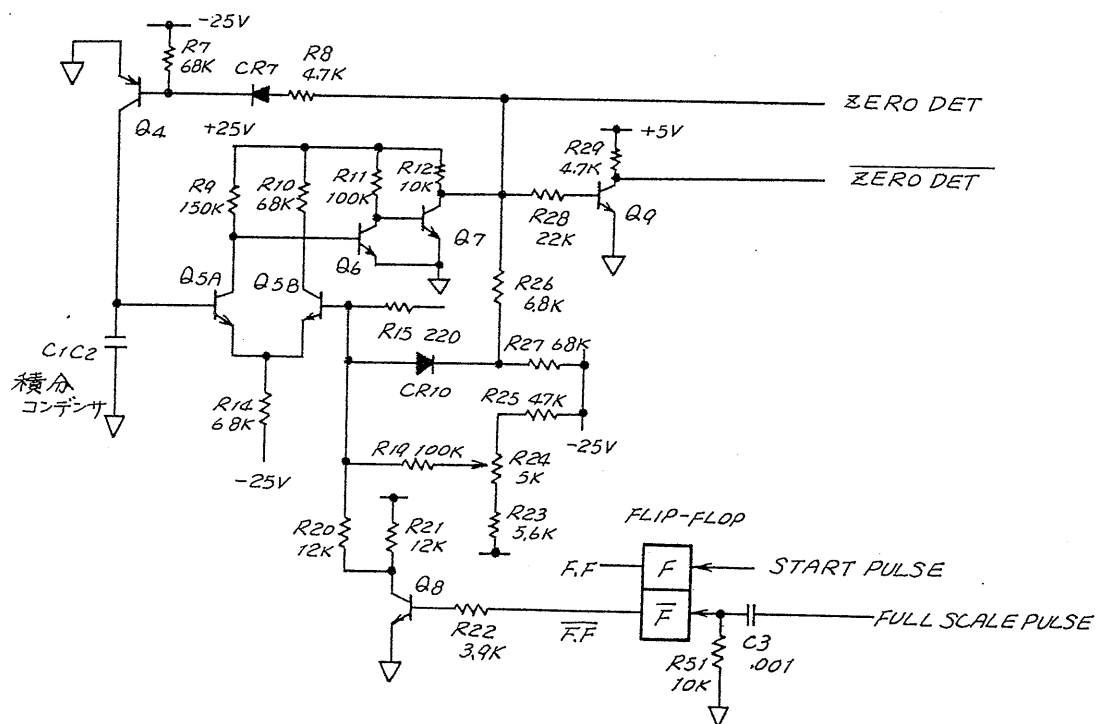 -25V
R7
68K
CR7
R8
4.7K
ZERO DET
Q4
+25V
+5V
R29
4.7K
R9
150K
R10
68K
R11
100K
R12
10K
ZERO DET
R28
22K
Q9
Q6
Q7
Q5A
Q5B
R26
6.8K
R15 220
C1C2
積分
コンデンサ
CR10
R27 68K
R14
68K
R25 47K
-25V
-25V
R19 100K
R24
5K
R20
12K
R21
12K
R23
5.6K
FLIP-FLOP
F.F
F
START PULSE
Q8
R22
3.9K
F.F
F
FULL SCALE PULSE
C3
.001
R51
10K